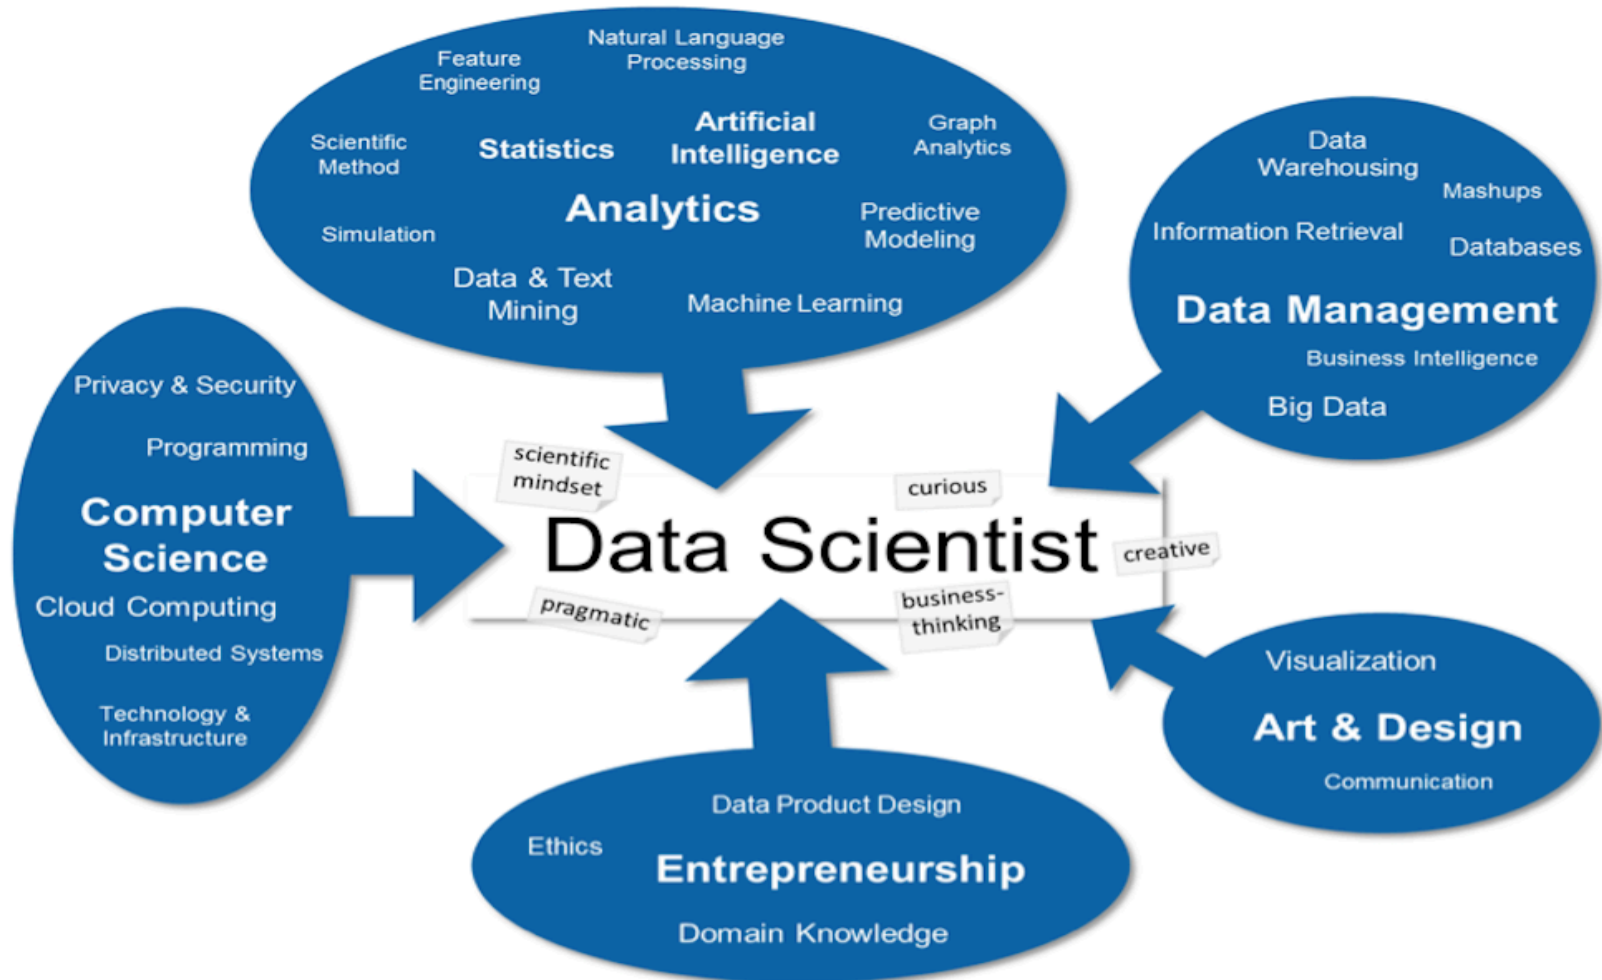 Natural Language
Processing
Feature
Engineering
Artificial
Intelligence
Graph
Analytics
Scientific
Method
Statistics
Analytics
Predictive
Modeling
Simulation
Data & Text
Mining
Machine Learning
Data
Warehousing
Mashups
Information Retrieval
Databases
Data Management
Business Intelligence
Big Data
Privacy & Security
Programming
Computer
Science
Cloud Computing
Distributed Systems
Technology &
Infrastructure
scientific
mindset
curious
Data Scientist
creative
pragmatic
business-
thinking
Visualization
Art & Design
Communication
Data Product Design
Ethics
Entrepreneurship
Domain Knowledge